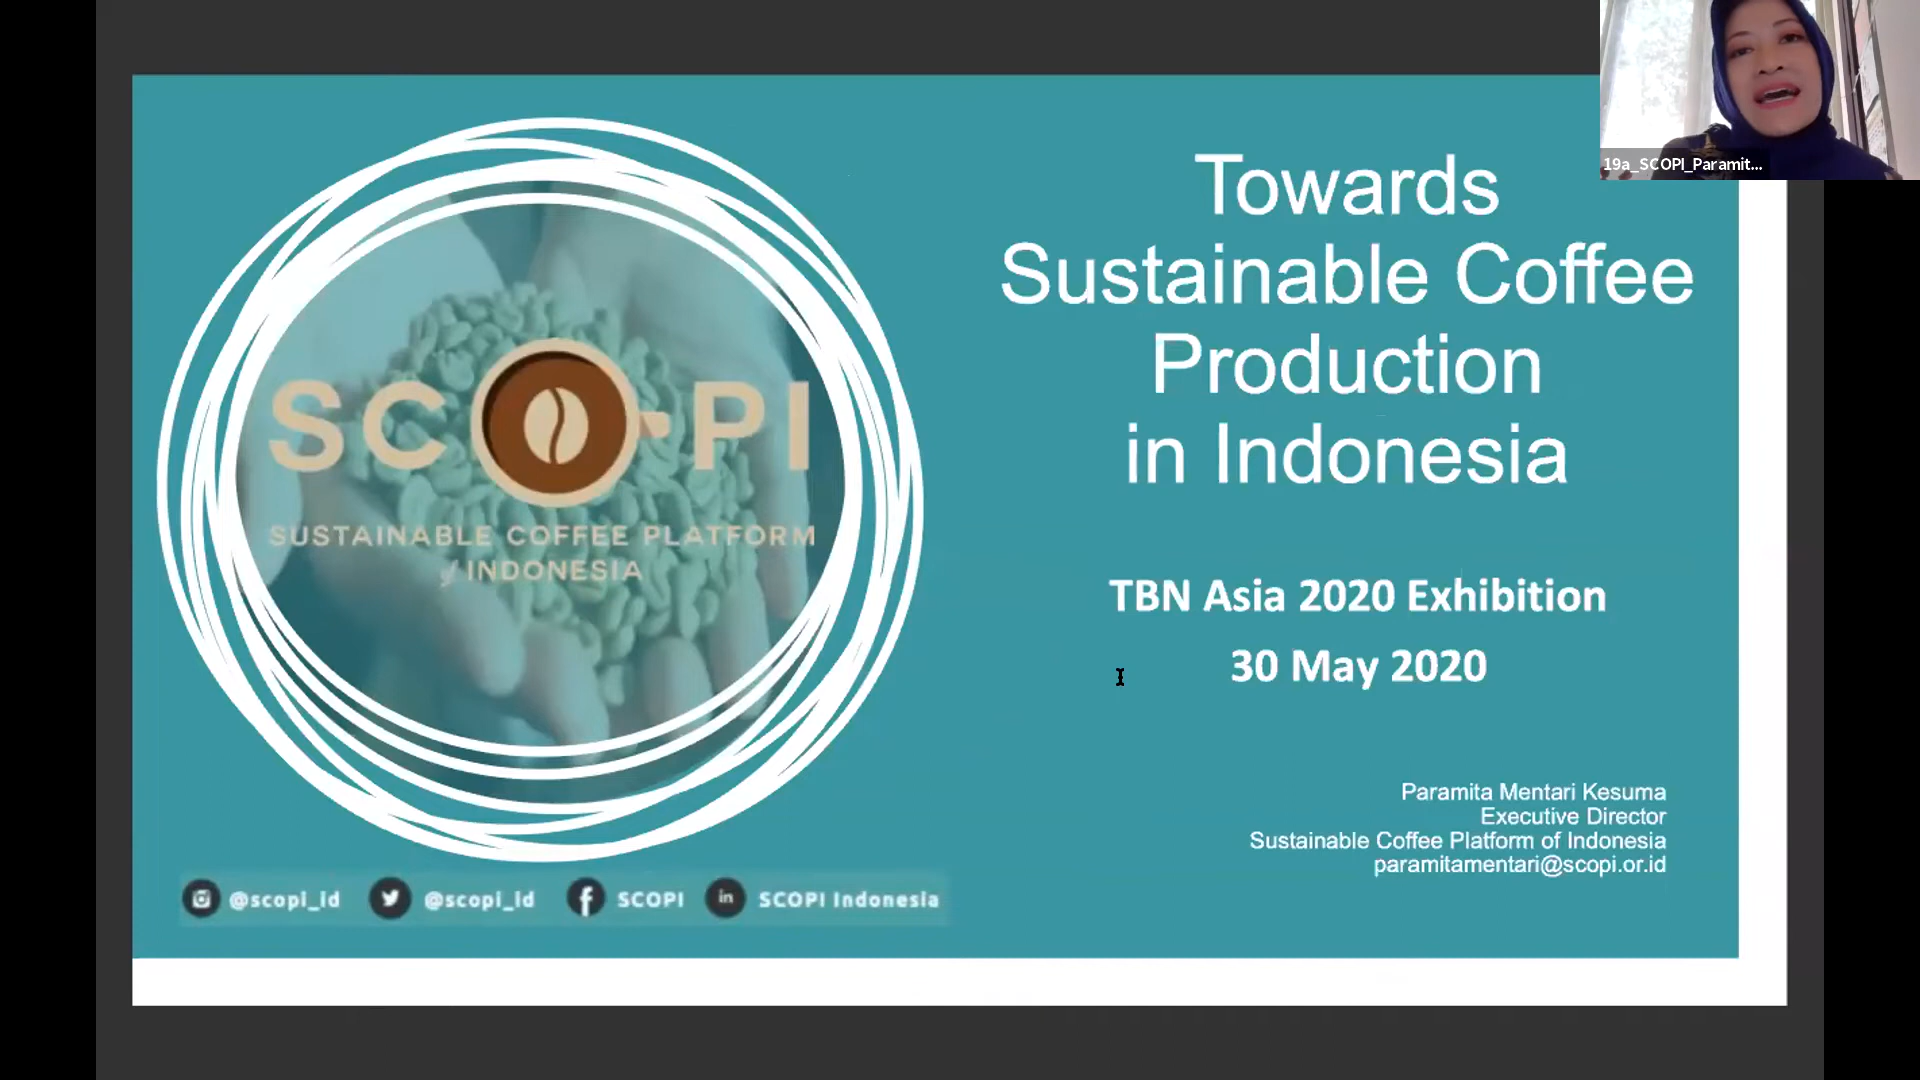 19a_SCOPI_Paramit...
Towards
Sustainable Coffee
Production
in Indonesia
SCOPI
SUSTAINABLE COFFEE PLATFORM
of INDONESIA
TBN Asia 2020 Exhibition
30 May 2020
Paramita Mentari Kesuma
Executive Director
Sustainable Coffee Platform of Indonesia
paramitamentari@scopi.or.id
@scopi_id @scopi_id SCOPI SCOPI Indonesia